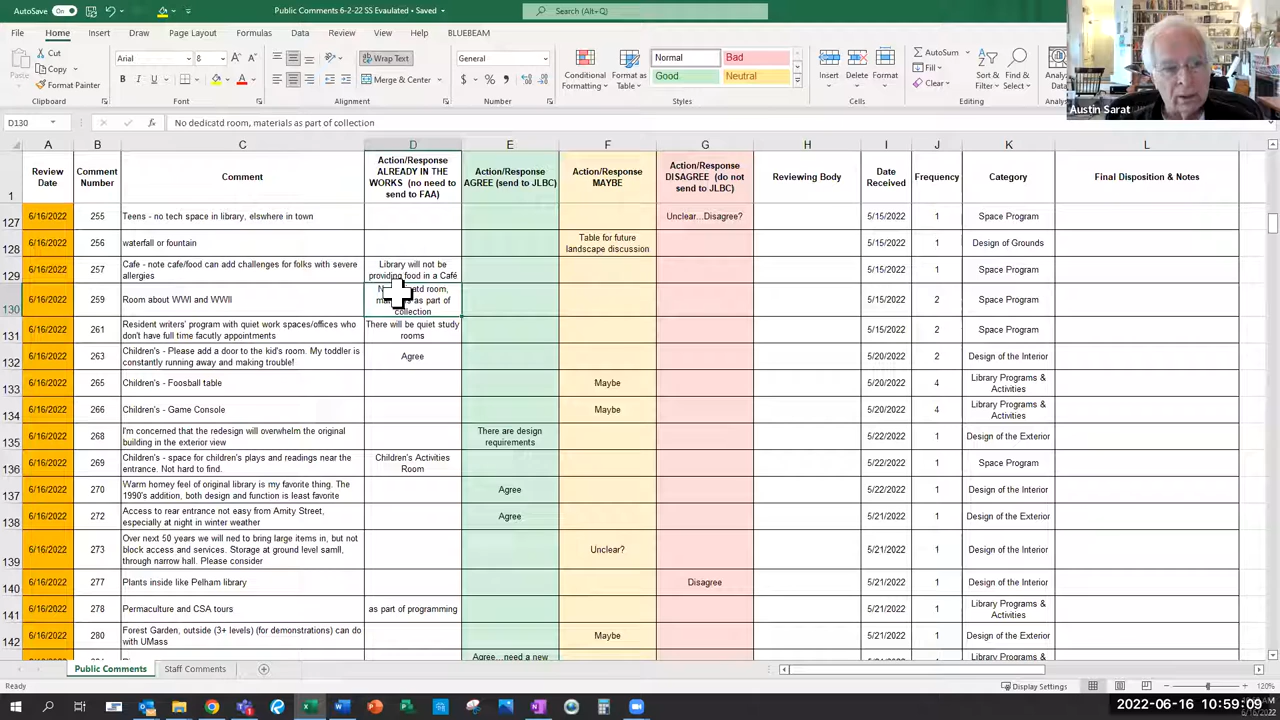 AutoSave On Public Comments 6-2-22 SS Evaulated • Saved Search (Alt+Q)
File Home Insert Draw Page Layout Formulas Data Review View Help BLUEBEAM
Paste Cut Copy Format Painter Clipboard
Arial 8 B I U Font
Wrap Text Merge & Center Alignment
General $ % Number
Conditional Formatting Format as Table Normal Bad Good Neutral Styles
Insert Delete Format Cells
AutoSum Fill Clear Sort & Filter Find & Select Editing
Austin Sarat
D130 fx No dedicatd room, materials as part of collection
A B C D E F G H I J K L
1 Review Date Comment Number Comment Action/Response ALREADY IN THE WORKS (no need to send to FAA) Action/Response AGREE (send to JLBC) Action/Response MAYBE Action/Response DISAGREE (do not send to JLBC) Reviewing Body Date Received Frequency Category Final Disposition & Notes
127 6/16/2022 255 Teens - no tech space in library, elswhere in town Unclear...Disagree? 5/15/2022 1 Space Program
128 6/16/2022 256 waterfall or fountain Table for future landscape discussion 5/15/2022 1 Design of Grounds
129 6/16/2022 257 Cafe - note cafe/food can add challenges for folks with severe allergies Library will not be providing food in a Café 5/15/2022 1 Space Program
130 6/16/2022 259 Room about WWI and WWII room, as part of collection 5/15/2022 2 Space Program
131 6/16/2022 261 Resident writers' program with quiet work spaces/offices who don't have full time facutly appointments There will be quiet study rooms 5/15/2022 2 Space Program
132 6/16/2022 263 Children's - Please add a door to the kid's room. My toddler is constantly running away and making trouble! Agree 5/20/2022 2 Design of the Interior
133 6/16/2022 265 Children's - Foosball table Maybe 5/20/2022 4 Library Programs & Activities
134 6/16/2022 266 Children's - Game Console Maybe 5/20/2022 4 Library Programs & Activities
135 6/16/2022 268 I'm concerned that the redesign will overwhelm the original building in the exterior view There are design requirements 5/22/2022 1 Design of the Exterior
136 6/16/2022 269 Children's - space for children's plays and readings near the entrance. Not hard to find. Children's Activities Room 5/22/2022 1 Space Program
137 6/16/2022 270 Warm homey feel of original library is my favorite thing. The 1990's addition, both design and function is least favorite Agree 5/22/2022 1 Design of the Interior
138 6/16/2022 272 Access to rear entrance not easy from Amity Street, especially at night in winter weather Agree 5/21/2022 1 Design of the Exterior
139 6/16/2022 273 Over next 50 years we will ned to bring large items in, but not block access and services. Storage at ground level samll, through narrow hall. Please consider Unclear? 5/21/2022 1 Design of the Interior
140 6/16/2022 277 Plants inside like Pelham library Disagree 5/21/2022 1 Design of the Interior
141 6/16/2022 278 Permaculture and CSA tours as part of programming 5/21/2022 1 Library Programs & Activities
142 6/16/2022 280 Forest Garden, outside (3+ levels) (for demonstrations) can do with UMass Maybe 5/21/2022 1 Design of the Exterior
Agree...need a new Library Programs &
Public Comments Staff Comments
Ready Display Settings 120%
2022-06-16 10:59:09